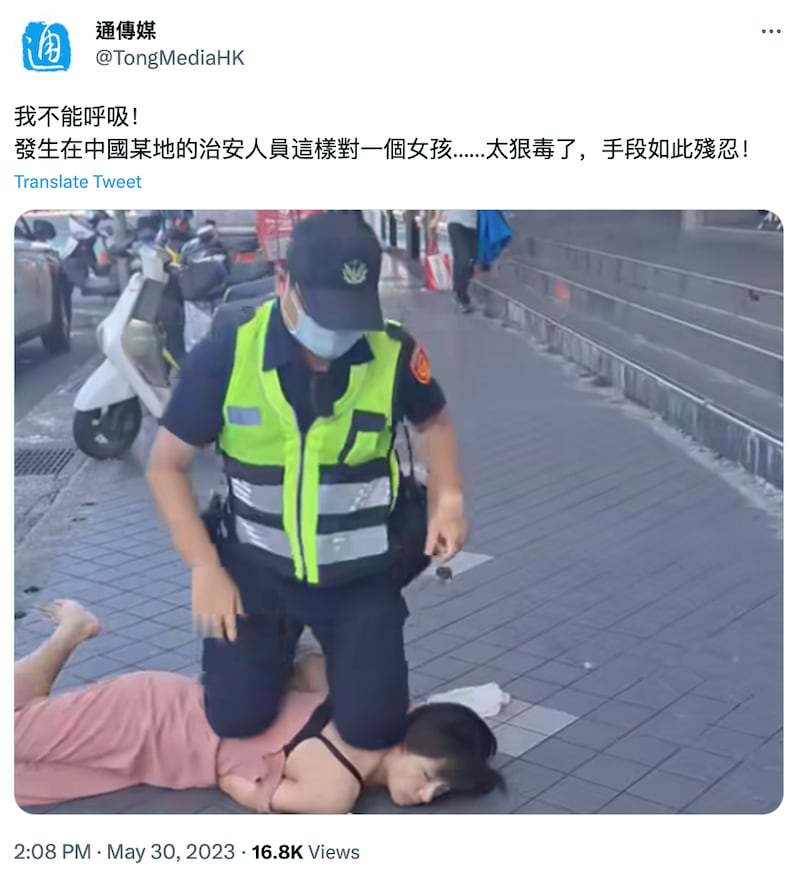 通
通傳媒
@TongMediaHK
我不能呼吸！
發生在中國某地的治安人員這樣對一個女孩......太狠毒了，手段如此殘忍！
Translate Tweet
2:08 PM · May 30, 2023 · 16.8K Views